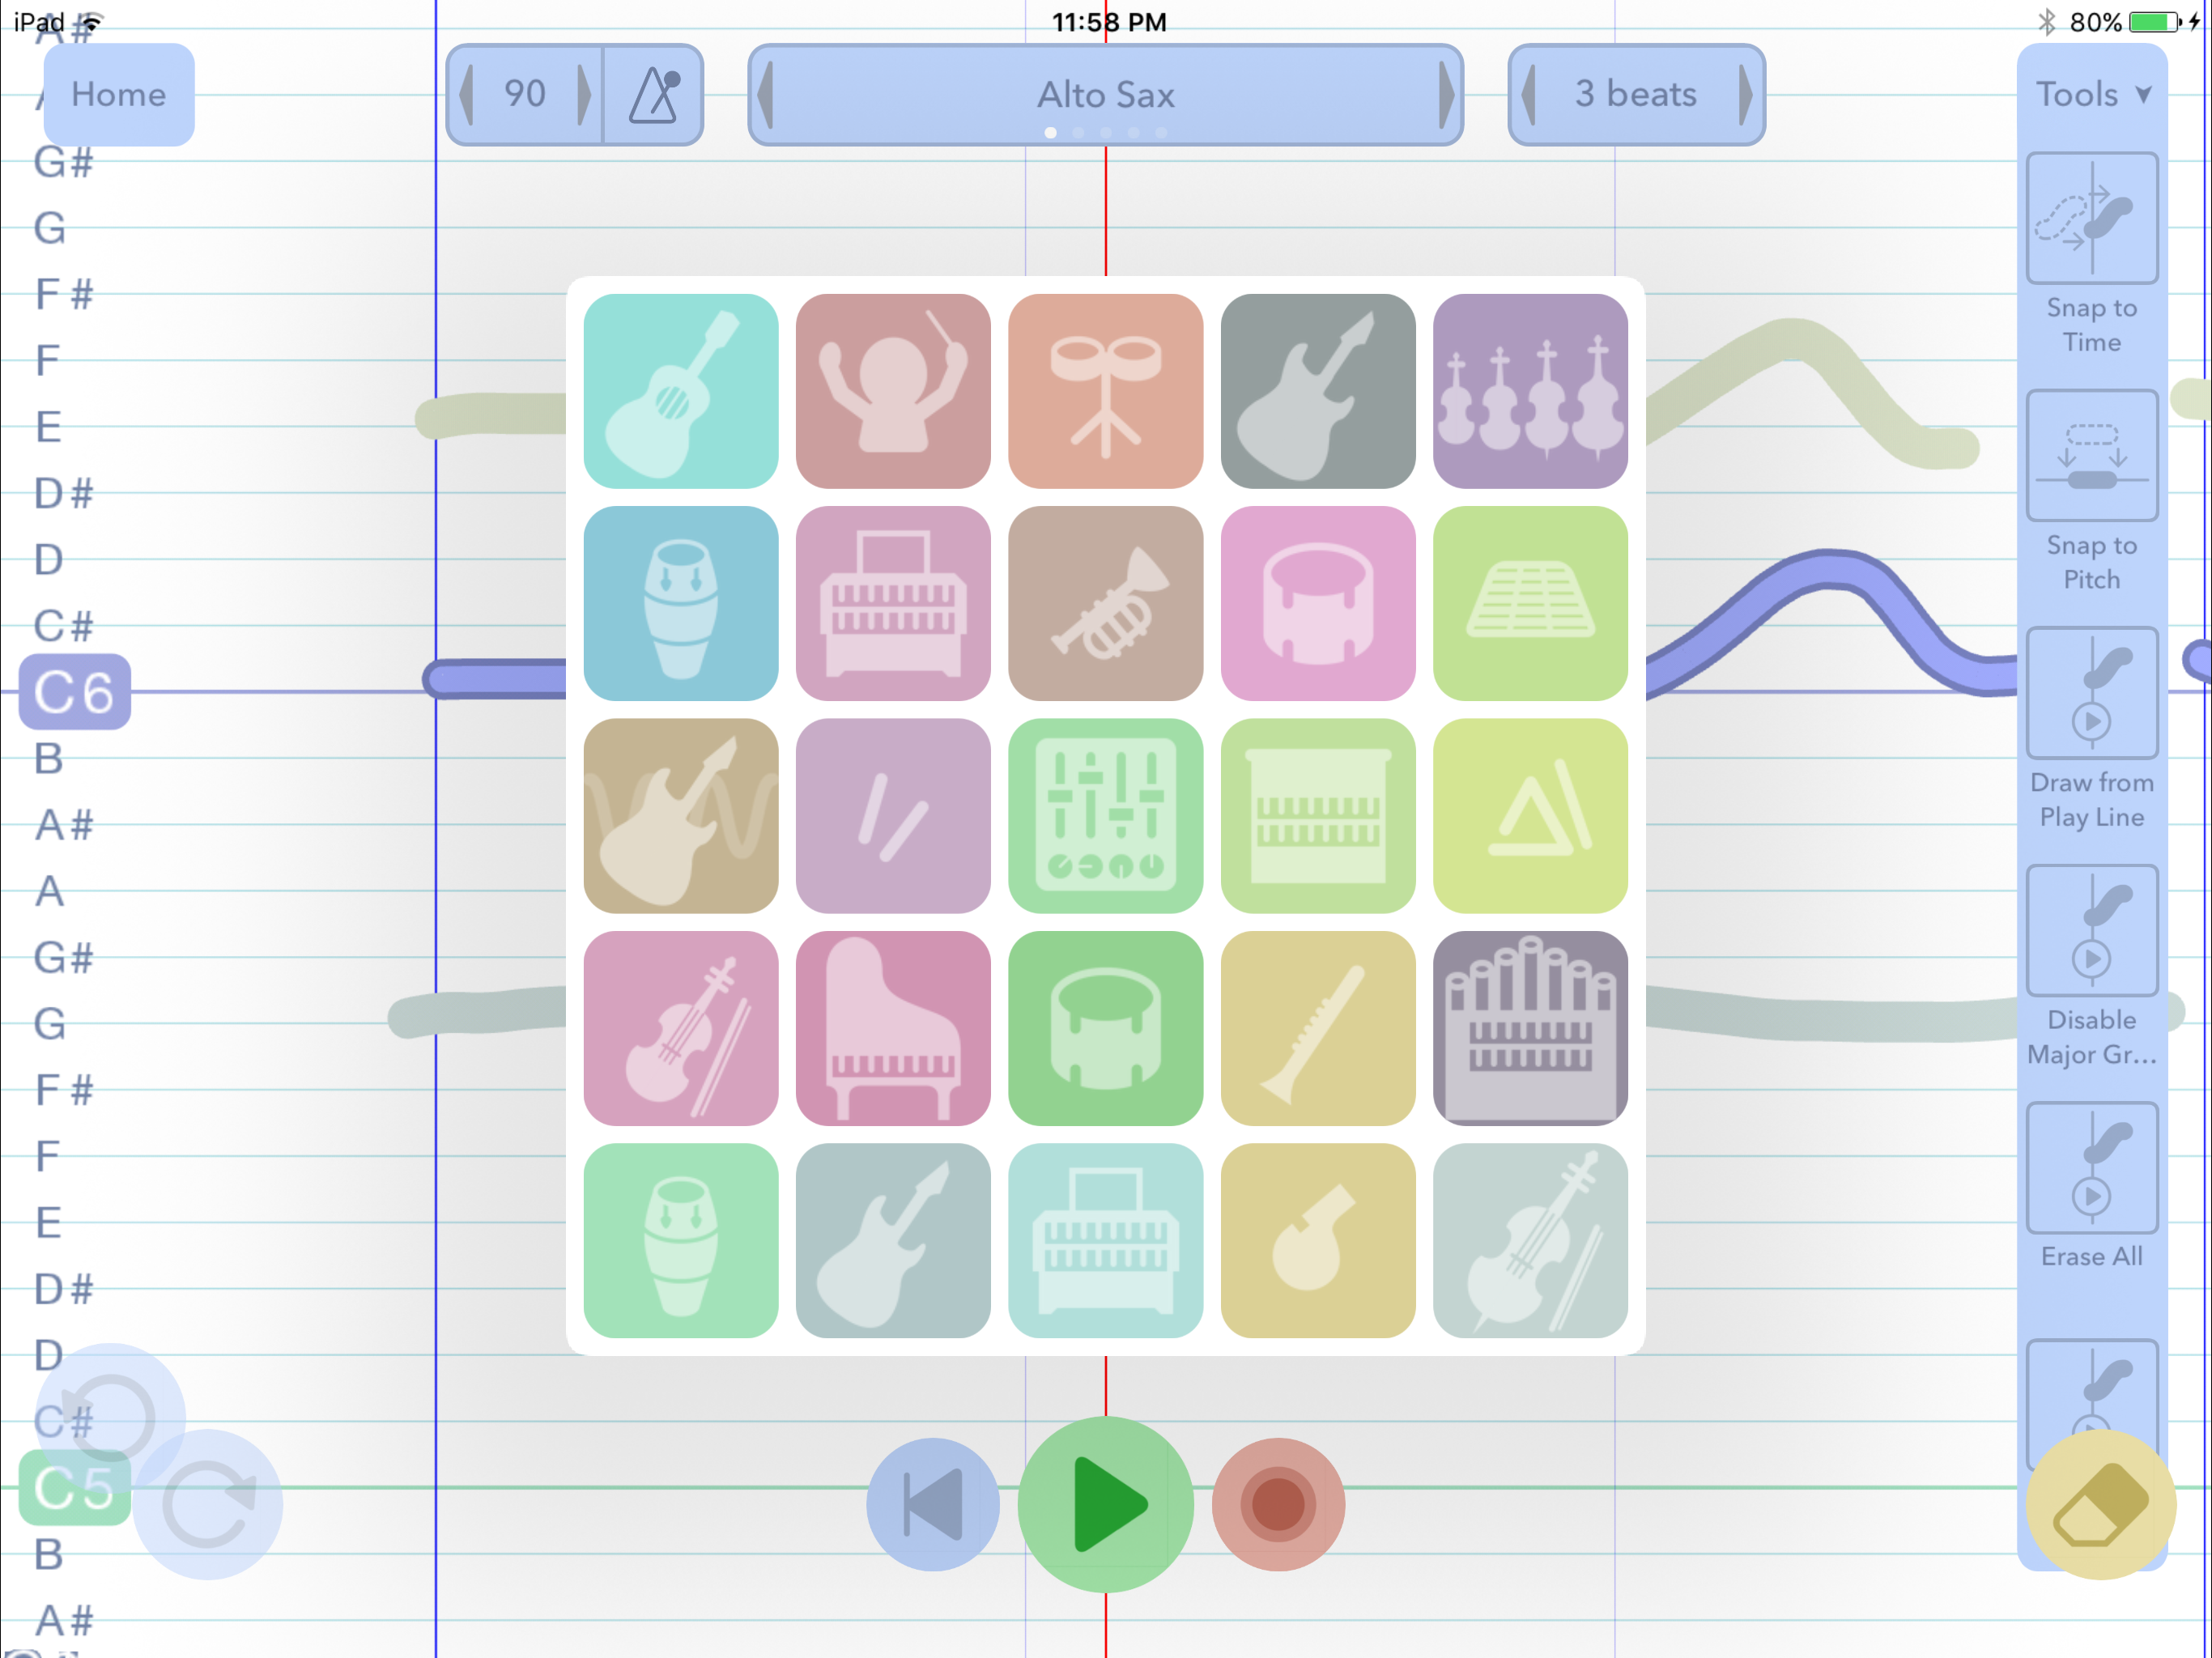 iPad
11:58 PM
80%
A#
Home
90
Alto Sax
3 beats
Tools
G#
G
F#
F
E
D#
D
C#
C6
B
A#
A
G#
G
F#
F
E
D#
D
C#
C5
B
A#
Snap to
Time
Snap to
Pitch
Draw from
Play Line
Disable
Major Gr...
Erase All